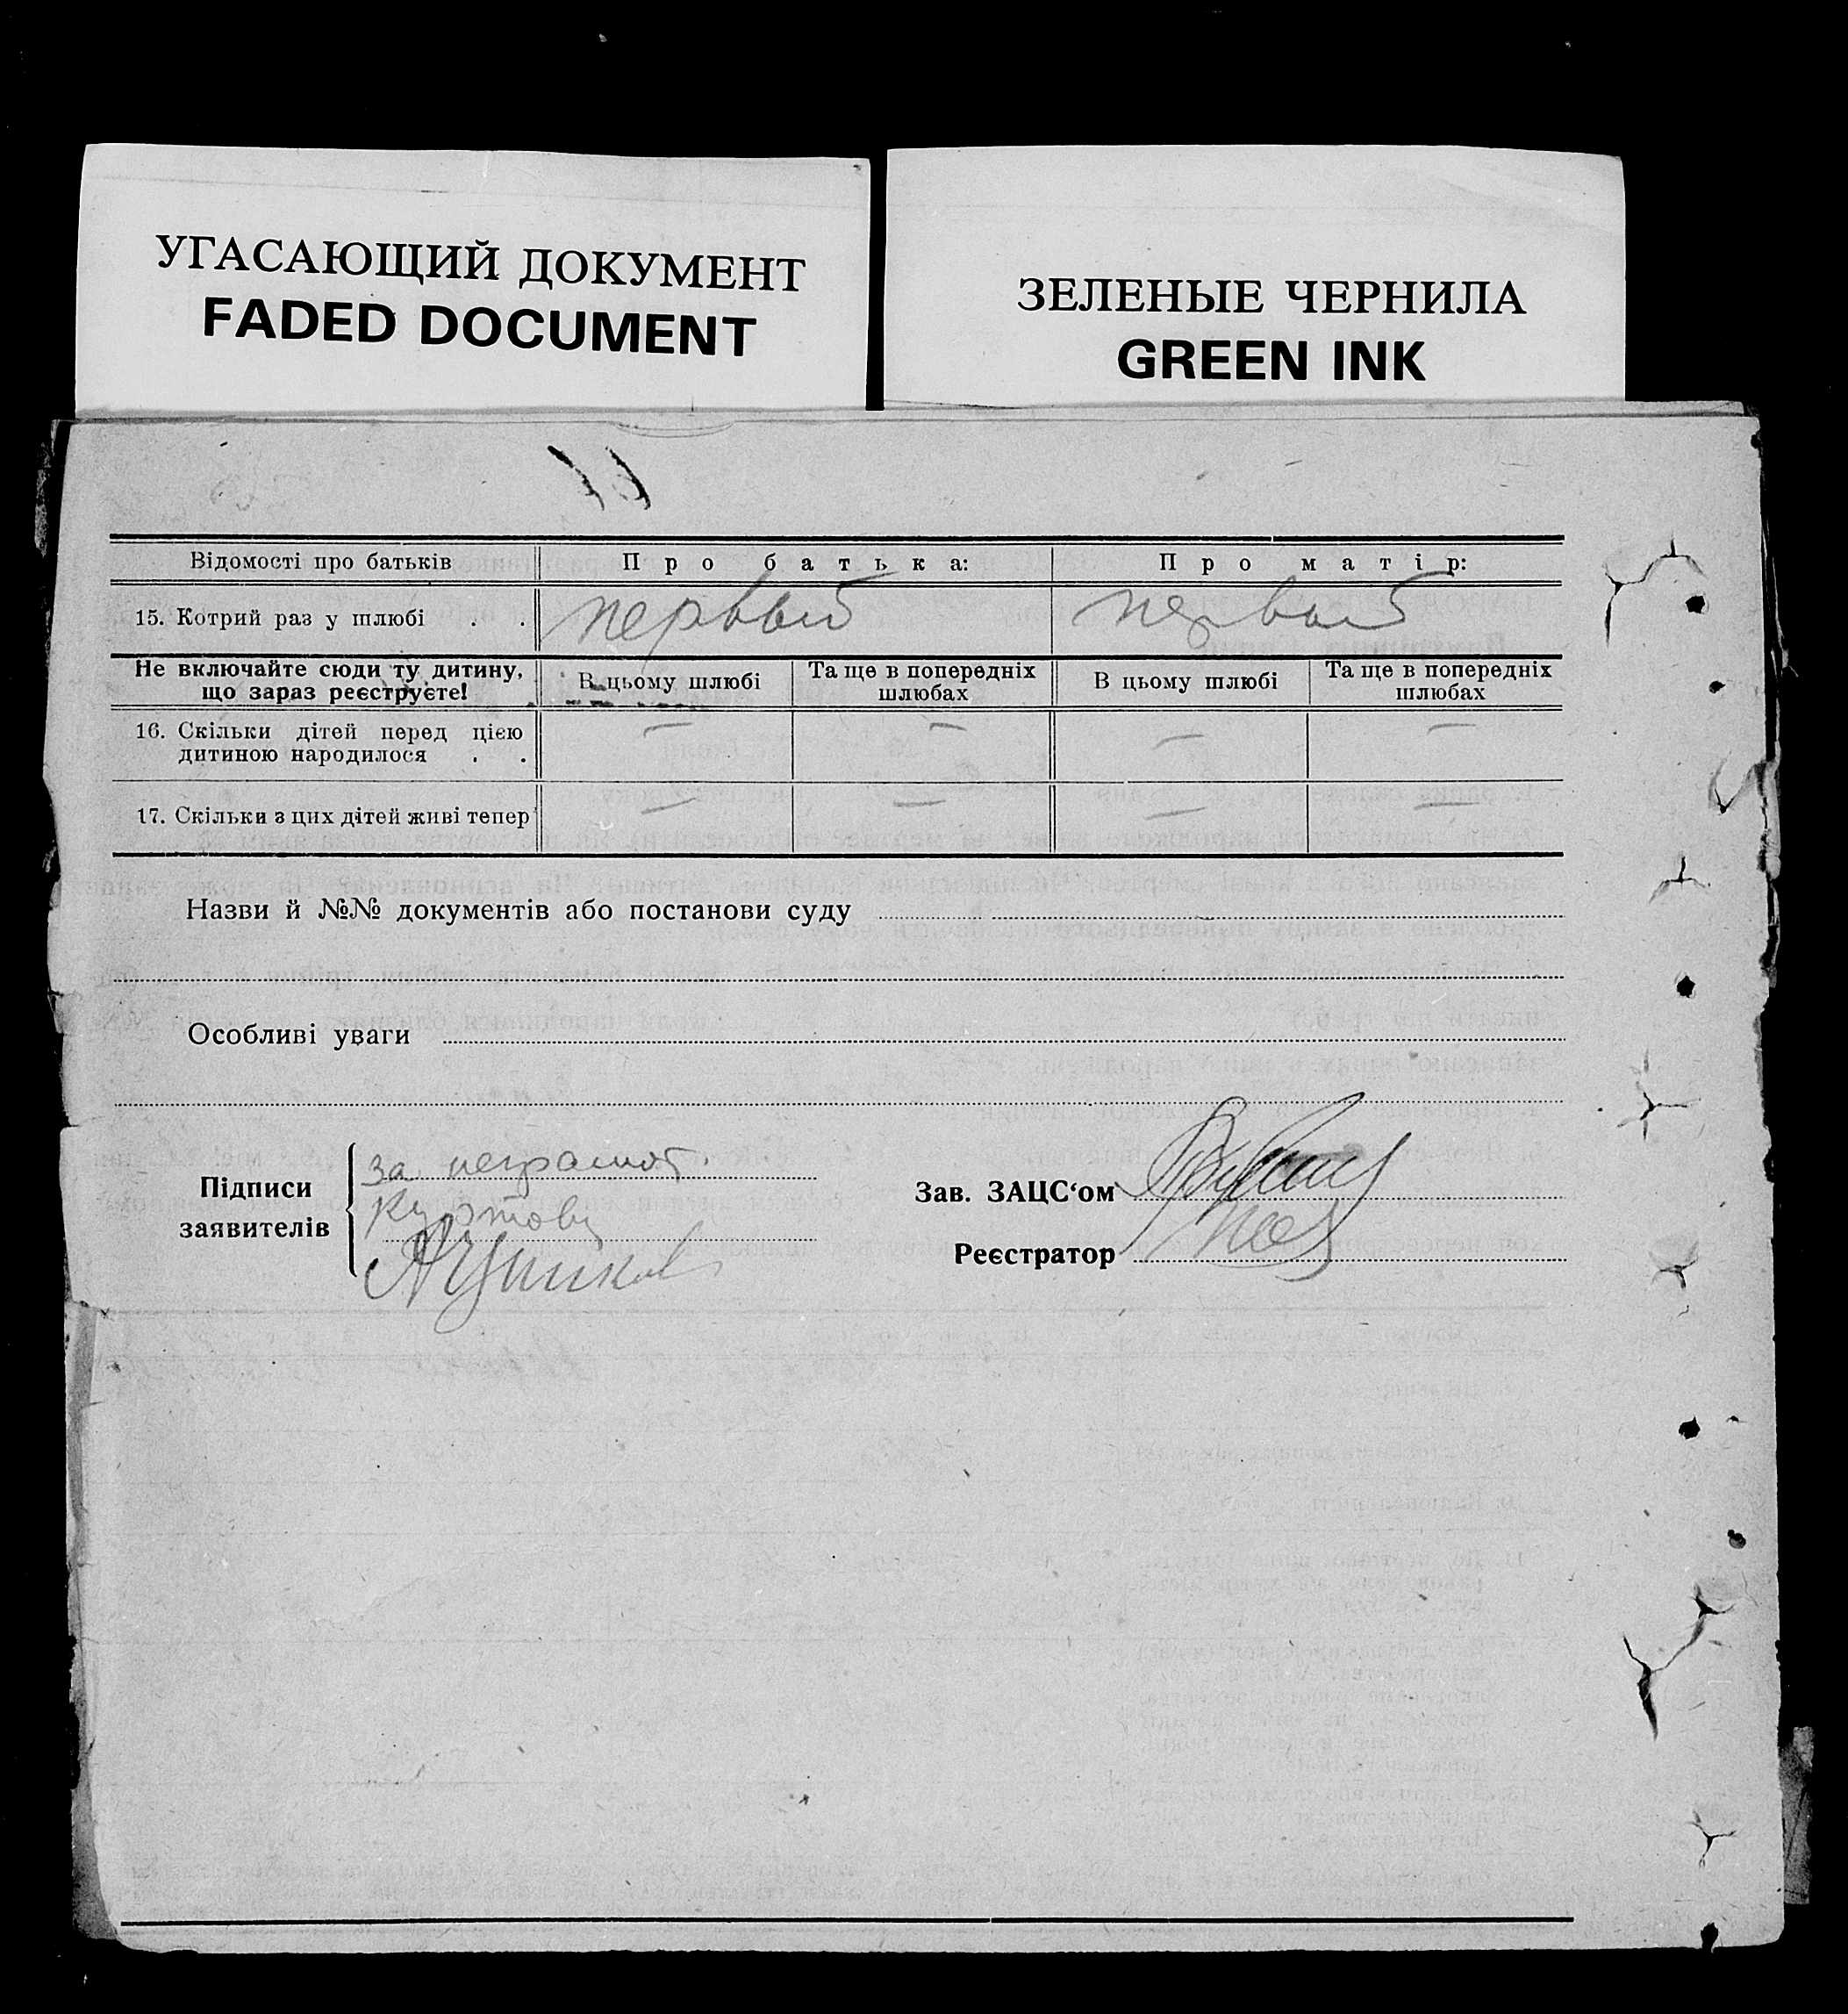 УГАСАЮЩИЙ ДОКУМЕНТ
FADED DOCUMENT
ЗЕЛЕНЫЕ ЧЕРНИЛА
GREEN INK
Відомості про батьків Про батька: Про матір:
15. Котрий раз у шлюбі . . первый первый
Не включайте сюди ту дитину, що зараз реєструєте! В цьому шлюбі Та ще в попередніх шлюбах В цьому шлюбі Та ще в попередніх шлюбах
16. Скільки дітей перед цією — — — —
дитиною народилося . .
17. Скільки з цих дітей живі тепер — — — —
Назви й №№ документів або постанови суду
Особливі уваги
Підписи заявителів
за неграмот.
Куртову
Зав. ЗАЦС‘ом
Реєстратор